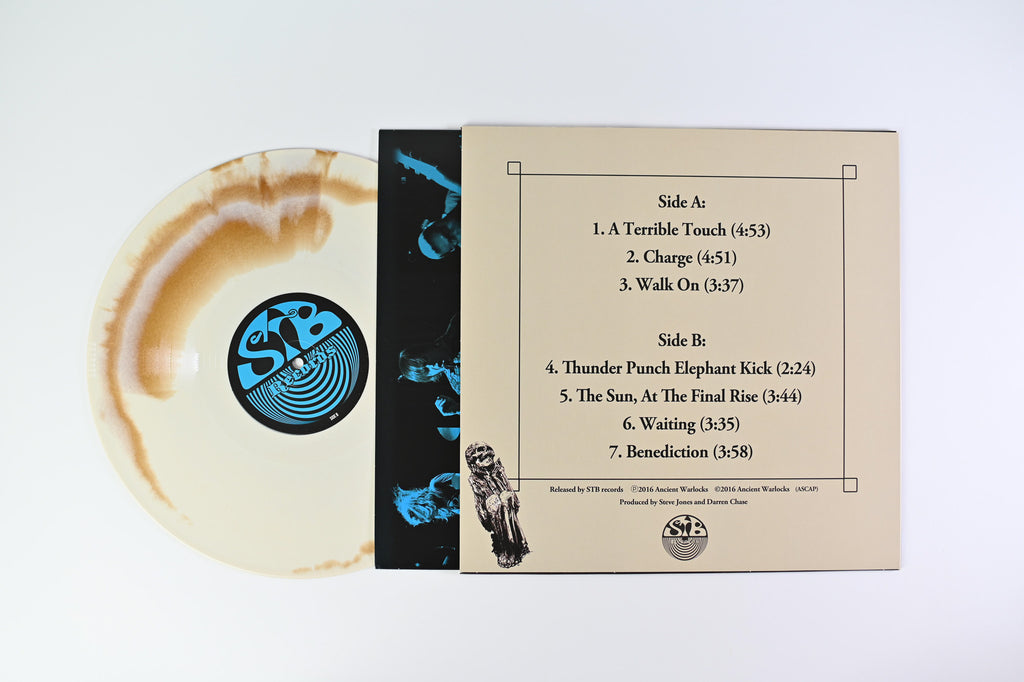 STB
records
SIDE B
Side A:
1. A Terrible Touch (4:53)
2. Charge (4:51)
3. Walk On (3:37)
Side B:
4. Thunder Punch Elephant Kick (2:24)
5. The Sun, At The Final Rise (3:44)
6. Waiting (3:35)
7. Benediction (3:58)
Released by STB records ℗2016 Ancient Warlocks ©2016 Ancient Warlocks (ASCAP)
Produced by Steve Jones and Darren Chase
STB